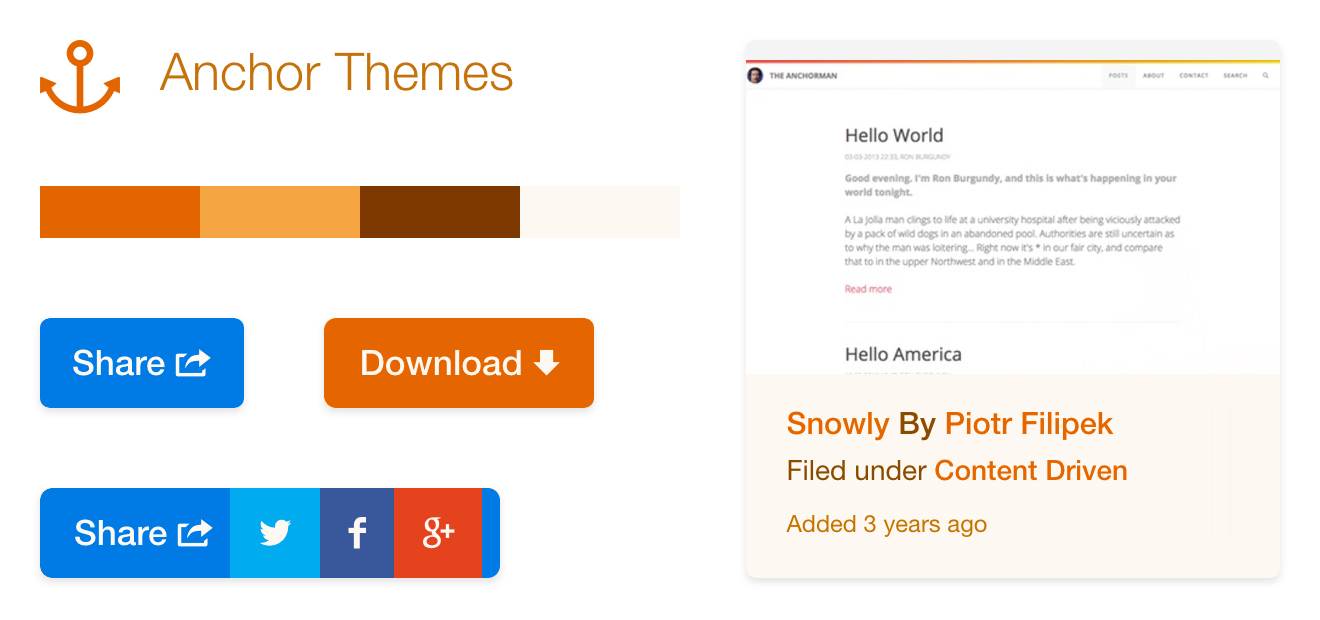 Anchor Themes
Share
Download
Share
g+
THE ANCHORMAN
POSTS ABOUT CONTACT SEARCH
Hello World
03-03-2013 22:33, RON BURGUNDY
Good evening. I'm Ron Burgundy, and this is what's happening in your
world tonight.
A La Jolla man clings to life at a university hospital after being viciously attacked
by a pack of wild dogs in an abandoned pool. Authorities are still uncertain as
to why the man was loitering... Right now it's * in our fair city, and compare
that to in the upper Northwest and in the Middle East.
Read more
Hello America
Snowly By Piotr Filipek
Filed under Content Driven
Added 3 years ago